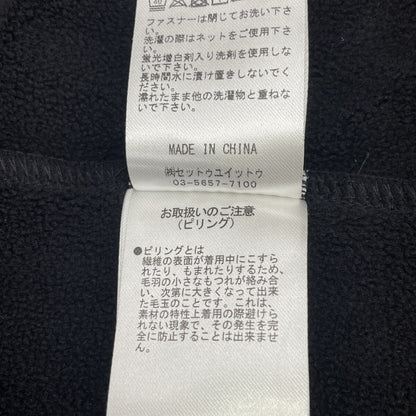 40
ファスナーは閉じてお洗い下
さい。
洗濯の際はネットをご使用下
さい。
蛍光増白剤入り洗剤を使用しな
いで下さい。
長時間水に漬け置きしないでく
ださい。
濡れたまま他の洗濯物と重ねな
いで下さい。
MADE IN CHINA
㈱セットゥユイットゥ
03-5657-7100
お取扱いのご注意
(ピリング)
●ピリングとは
繊維の表面が着用中にこすら
れたり、もまれたりするため、
毛羽の小さなもつれが絡み合
い、次第に大きくなって出来
た毛玉のことです。これは、
素材の特性上着用の際避けら
れない現象で、その発生を完
全に防止することは出来ませ
ん。